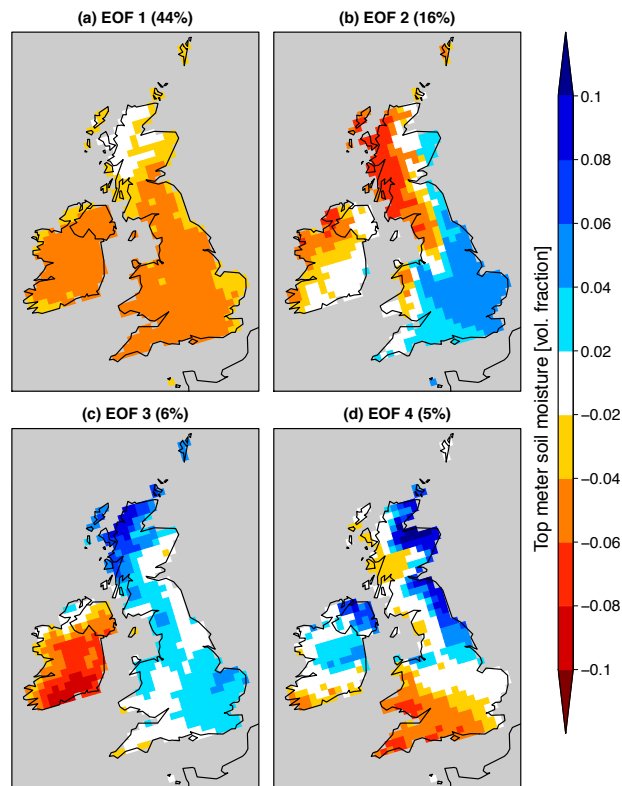 (a) EOF 1 (44%)
(b) EOF 2 (16%)
(c) EOF 3 (6%)
(d) EOF 4 (5%)
0.1
0.08
0.06
0.04
0.02
−0.02
−0.04
−0.06
−0.08
−0.1
Top meter soil moisture [vol. fraction]